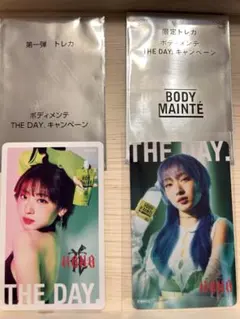 第一弾 トレカ
ボディメンテ
THE DAY. キャンペーン
限定トレカ
ボディメンテ
THE DAY. キャンペーン
BODY
MAINTÉ
THE DAY.
THE DAY.